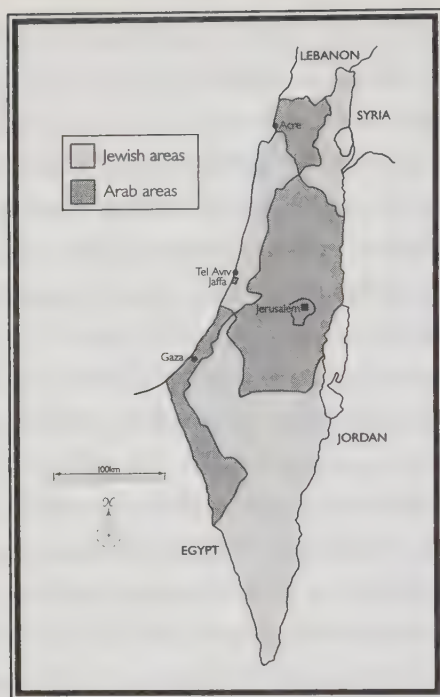 LEBANON
SYRIA
Acre
Jewish areas
Arab areas
Tel Aviv
Jaffa
Jerusalem
Gaza
100km
JORDAN
EGYPT